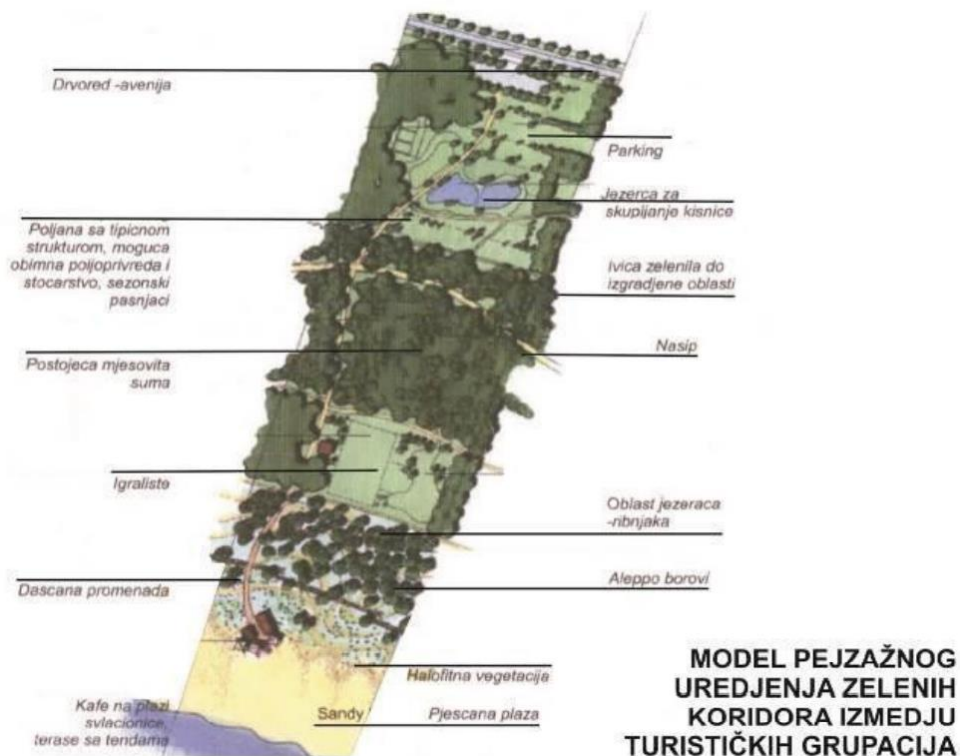 Drvored -avenija
Parking
Jezerca za
skupljanje kisnice
Poljana sa tipicnom
strukturom, moguca
obimna poljoprivreda i
stocarstvo, sezonski
pasnjaci
Ivica zelenila do
izgradjene oblasti
Nasip
Postojeca mjesovita
suma
Igraliste
Oblast jezeraca
-ribnjaka
Aleppo borovi
Dascana promenada
Halofitna vegetacija
Kafe na plazi
svlacionice,
terase sa tendama
Sandy
Pjescana plaza
MODEL PEJZAŽNOG
UREDJENJA ZELENIH
KORIDORA IZMEDJU
TURISTIČKIH GRUPACIJA